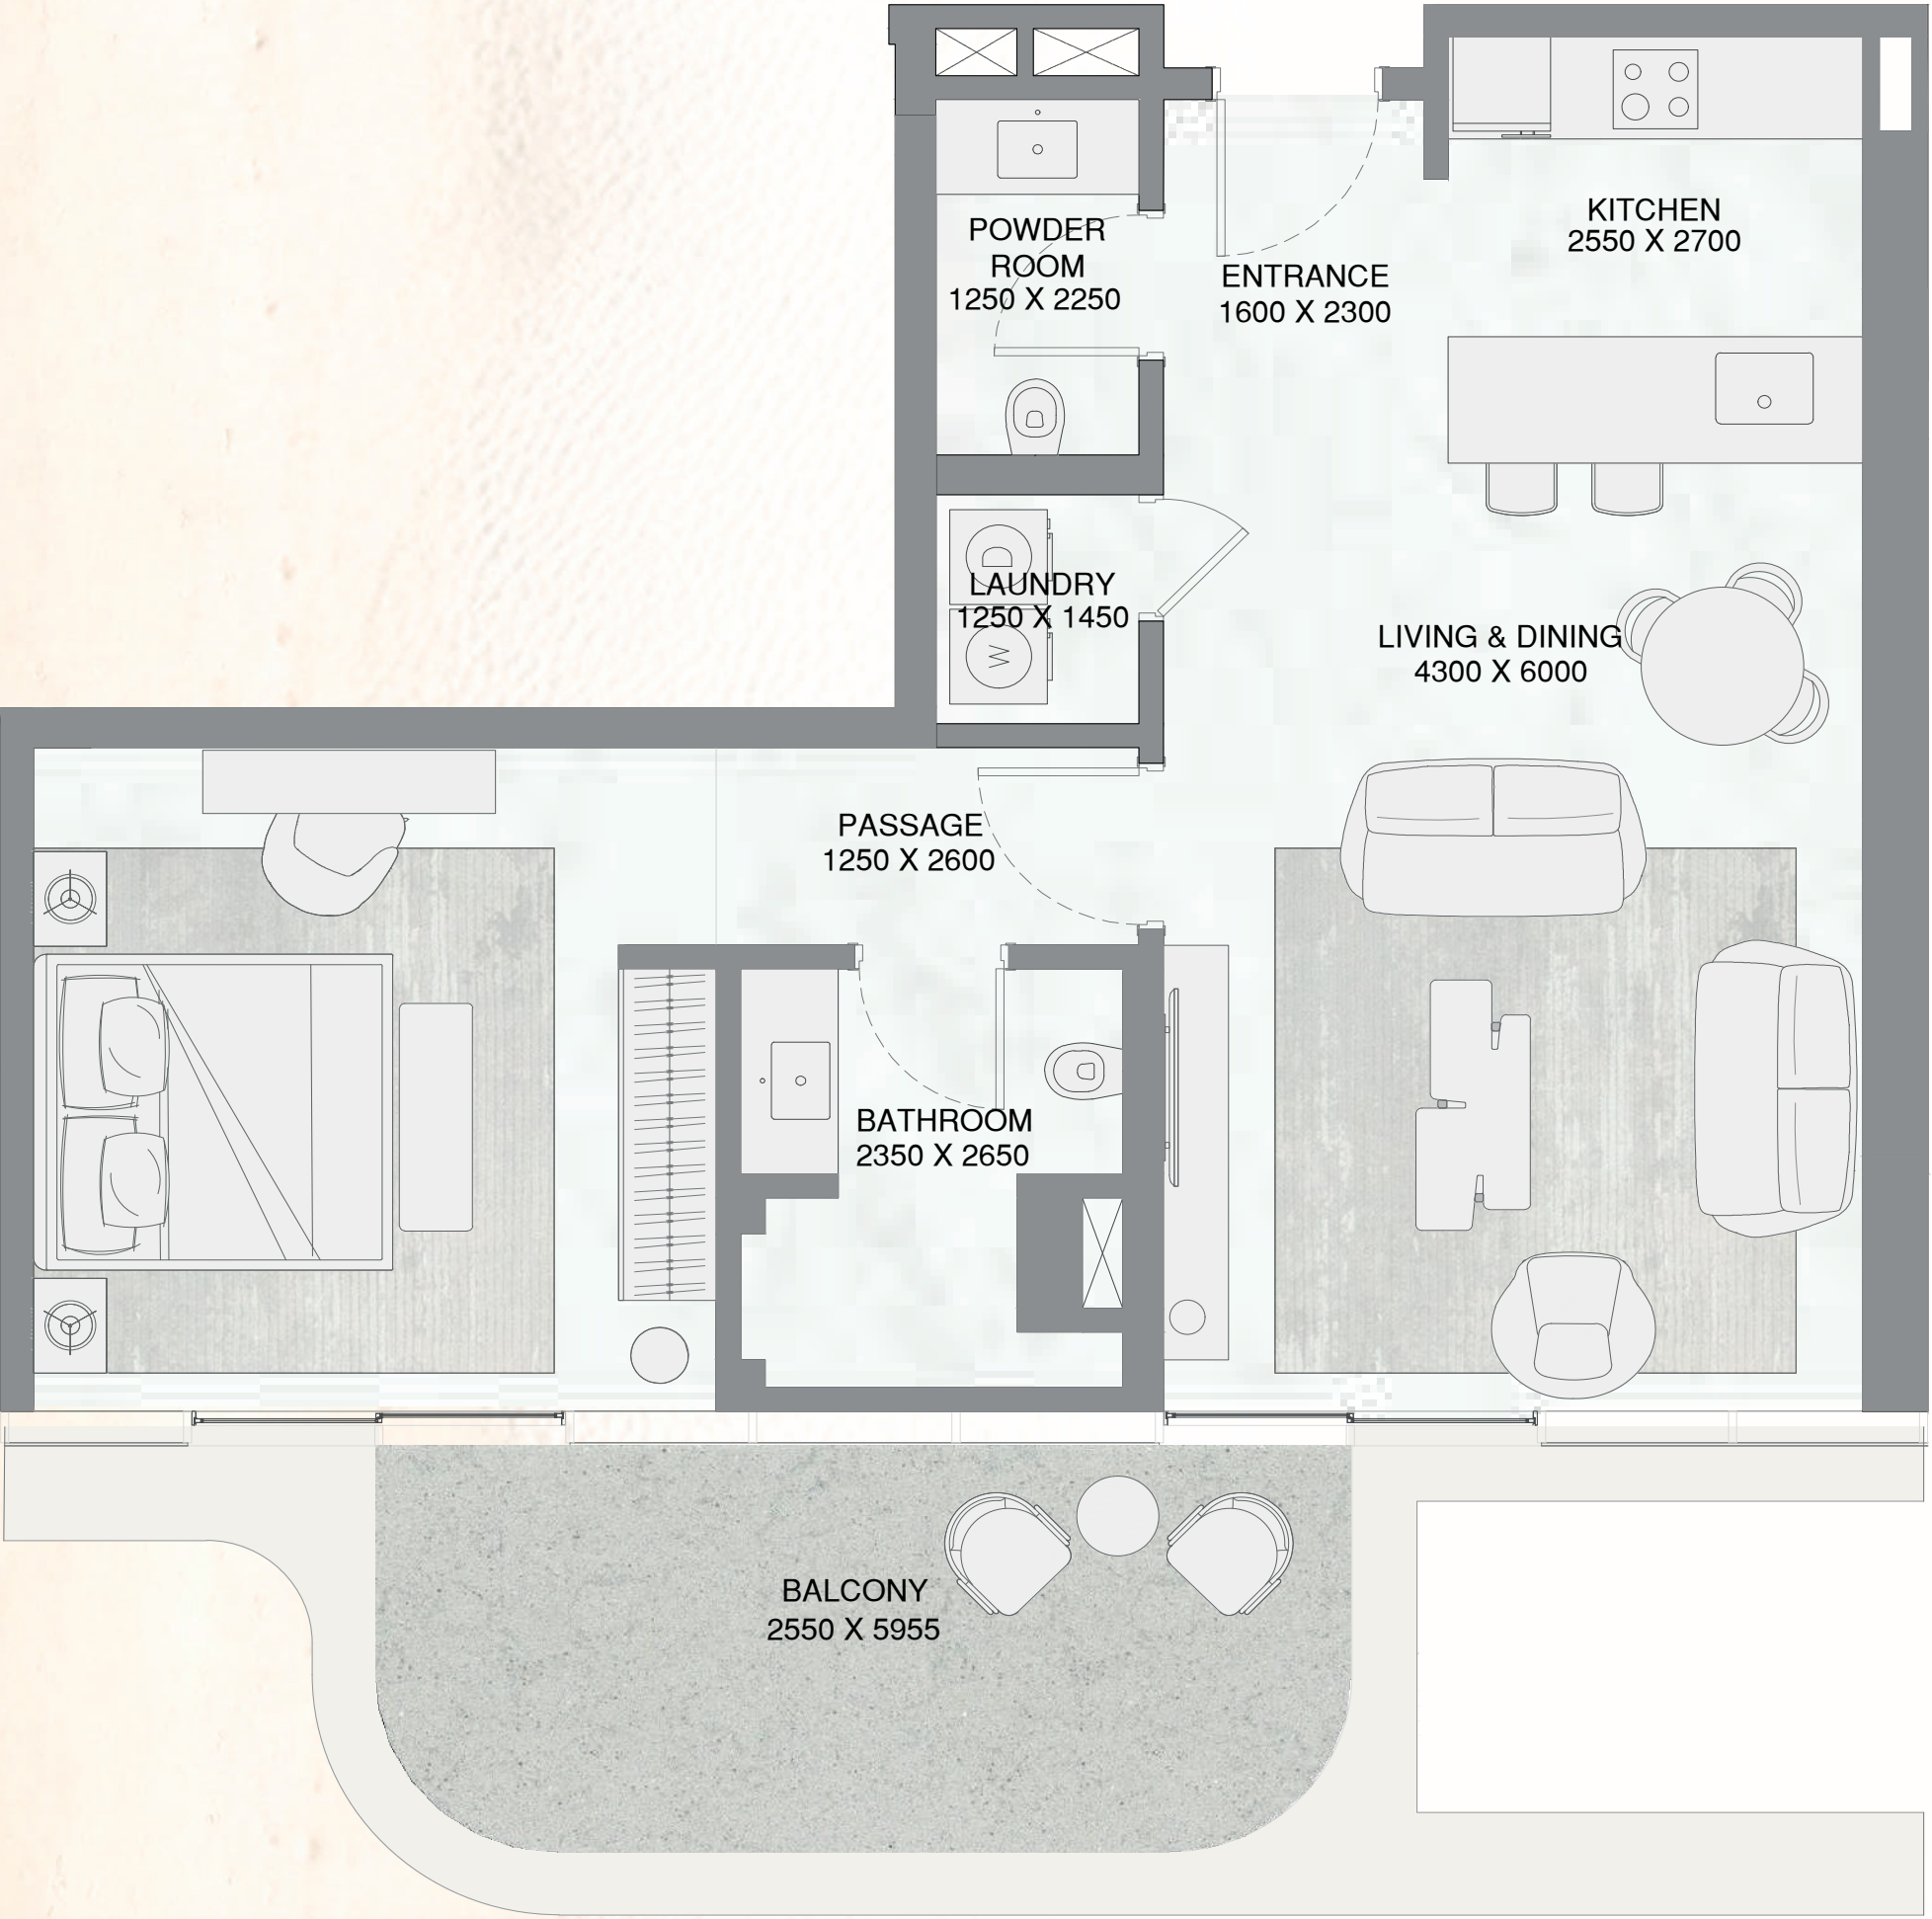 KITCHEN
2550 X 2700
POWDER
ROOM
1250 X 2250
ENTRANCE
1600 X 2300
D
LAUNDRY
1250 X 1450
W
LIVING & DINING
4300 X 6000
PASSAGE
1250 X 2600
BATHROOM
2350 X 2650
BALCONY
2550 X 5955